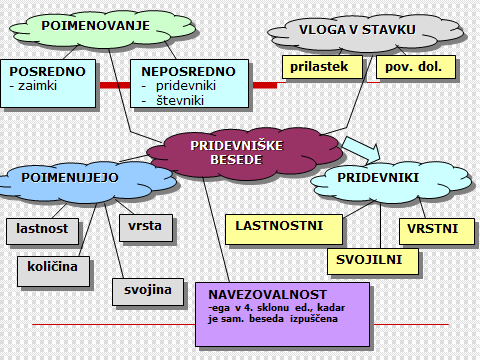 POIMENOVANJE
VLOGA V STAVKU
POSREDNO
- zaimki
NEPOSREDNO
- pridevniki
- števniki
prilastek
pov. dol.
PRIDEVNIŠKE
BESEDE
POIMENUJEJO
PRIDEVNIKI
lastnost
vrsta
količina
svojina
LASTNOSTNI
VRSTNI
SVOJILNI
NAVEZOVALNOST
-ega v 4. sklonu ed., kadar
je sam. beseda izpuščena